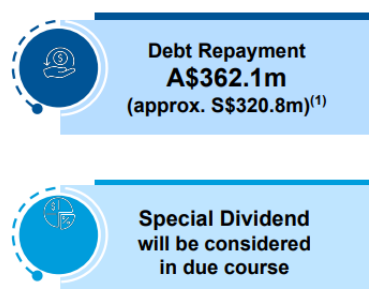 Debt Repayment
A$362.1m
(approx. S$320.8m)(1)
Special Dividend
will be considered
in due course